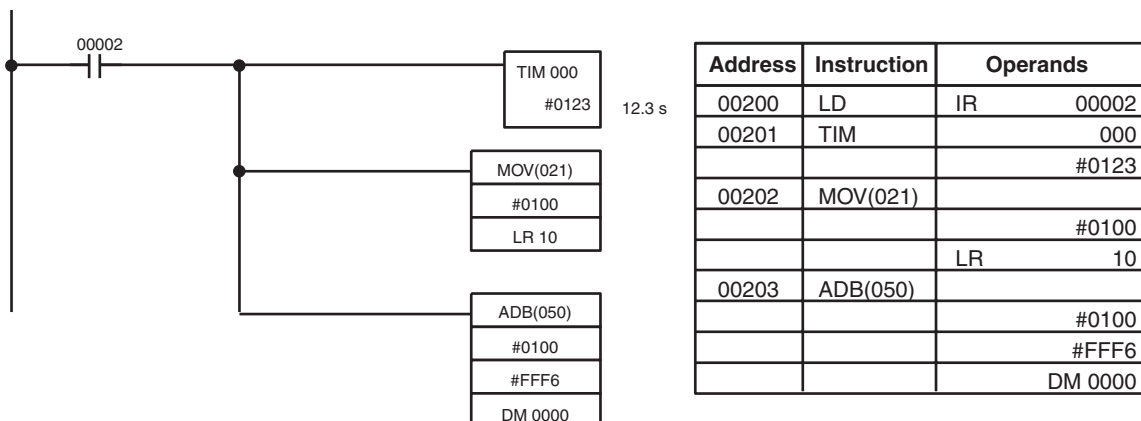 00002
TIM 000
#0123
12.3 s
MOV(021)
#0100
LR 10
ADB(050)
#0100
#FFF6
DM 0000
Address Instruction Operands
00200 LD IR 00002
00201 TIM 000
#0123
00202 MOV(021)
#0100
LR 10
00203 ADB(050)
#0100
#FFF6
DM 0000